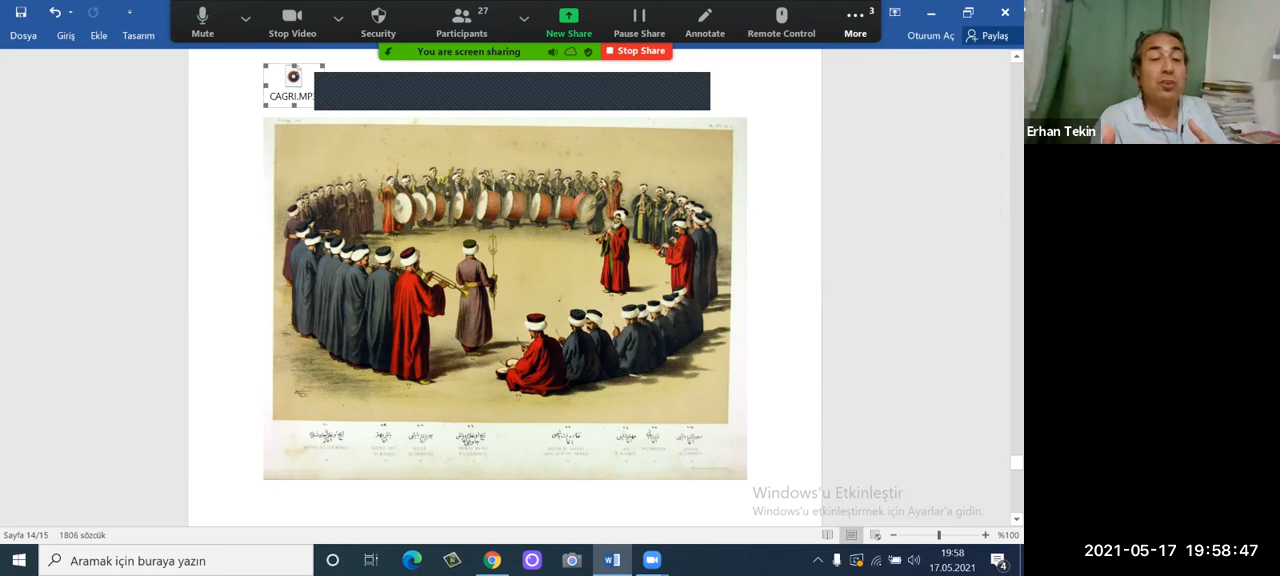 27
3
Mute
Stop Video
Security
Participants
New Share
Pause Share
Annotate
Remote Control
More
Dosya
Giriş
Ekle
Tasarım
Oturum Aç
Paylaş
You are screen sharing
Stop Share
CAGRI.MP
Erhan Tekin
Windows'u Etkinleştir
Windows'u etkinleştirmek için Ayarlar'a gidin.
Sayfa 14/15
1806 sözcük
%100
Aramak için buraya yazın
19:58
17.05.2021
4
2021-05-17 19:58:47